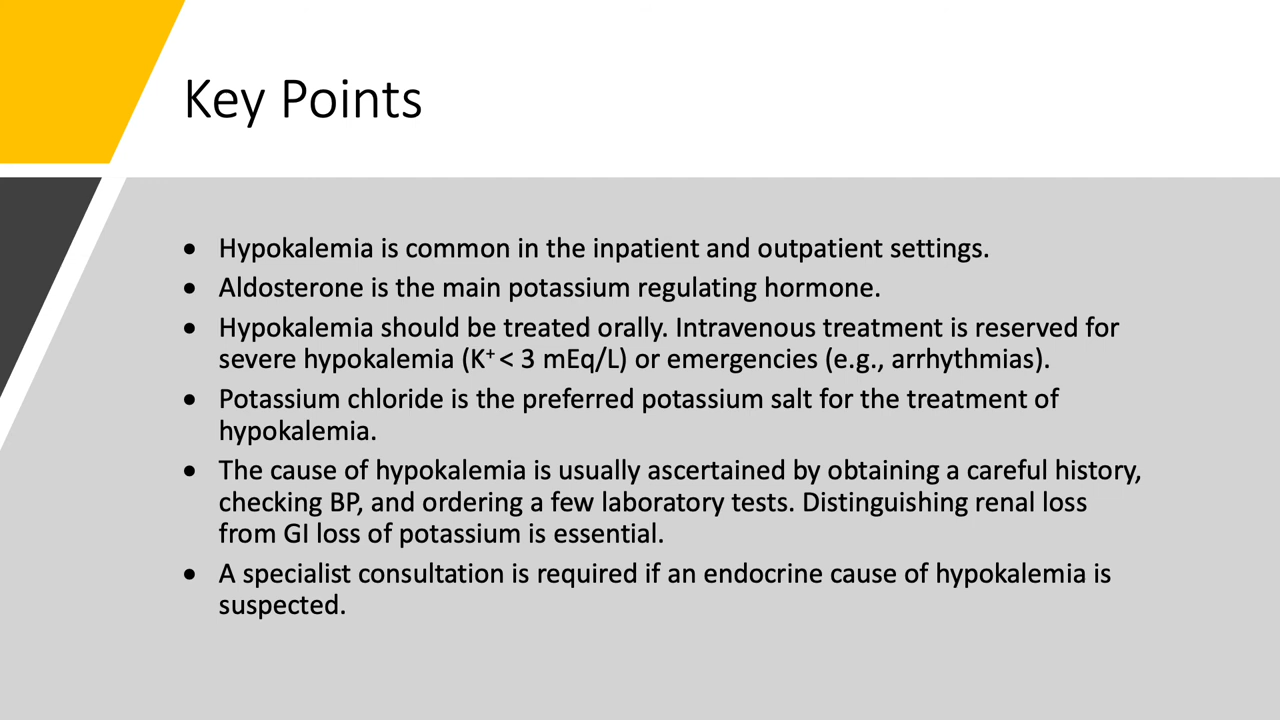 Key Points
• Hypokalemia is common in the inpatient and outpatient settings.
• Aldosterone is the main potassium regulating hormone.
• Hypokalemia should be treated orally. Intravenous treatment is reserved for
severe hypokalemia (K⁺ < 3 mEq/L) or emergencies (e.g., arrhythmias).
• Potassium chloride is the preferred potassium salt for the treatment of
hypokalemia.
• The cause of hypokalemia is usually ascertained by obtaining a careful history,
checking BP, and ordering a few laboratory tests. Distinguishing renal loss
from GI loss of potassium is essential.
• A specialist consultation is required if an endocrine cause of hypokalemia is
suspected.